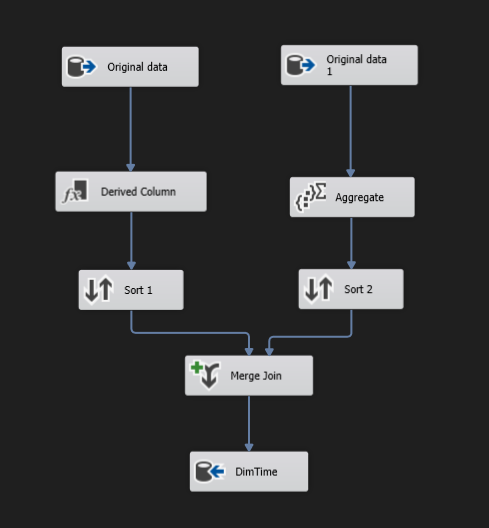 Original data
Original data
1
Derived Column
Aggregate
Sort 1
Sort 2
Merge Join
DimTime